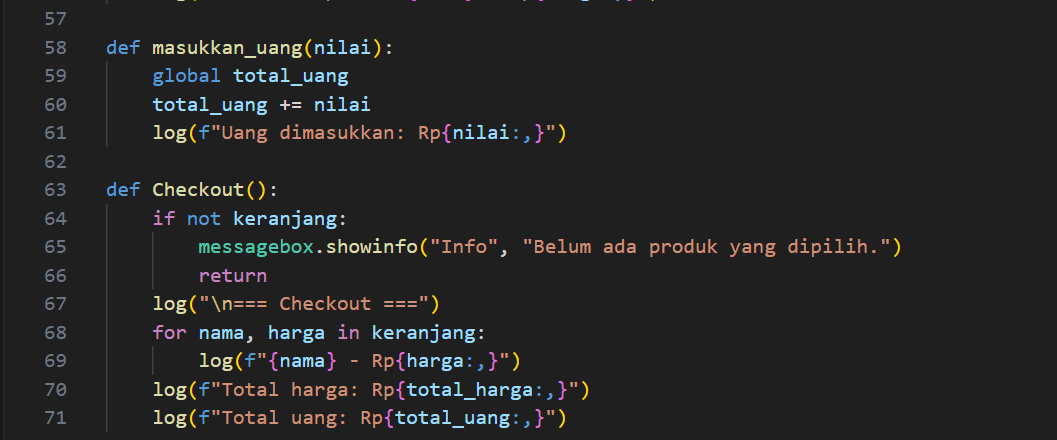 57
58 def masukkan_uang(nilai):
59 global total_uang
60 total_uang += nilai
61 log(f"Uang dimasukkan: Rp{nilai:,}")
62
63 def Checkout():
64 if not keranjang:
65 messagebox.showinfo("Info", "Belum ada produk yang dipilih.")
66 return
67 log("\n=== Checkout ===")
68 for nama, harga in keranjang:
69 log(f"{nama} - Rp{harga:,}")
70 log(f"Total harga: Rp{total_harga:,}")
71 log(f"Total uang: Rp{total_uang:,}")